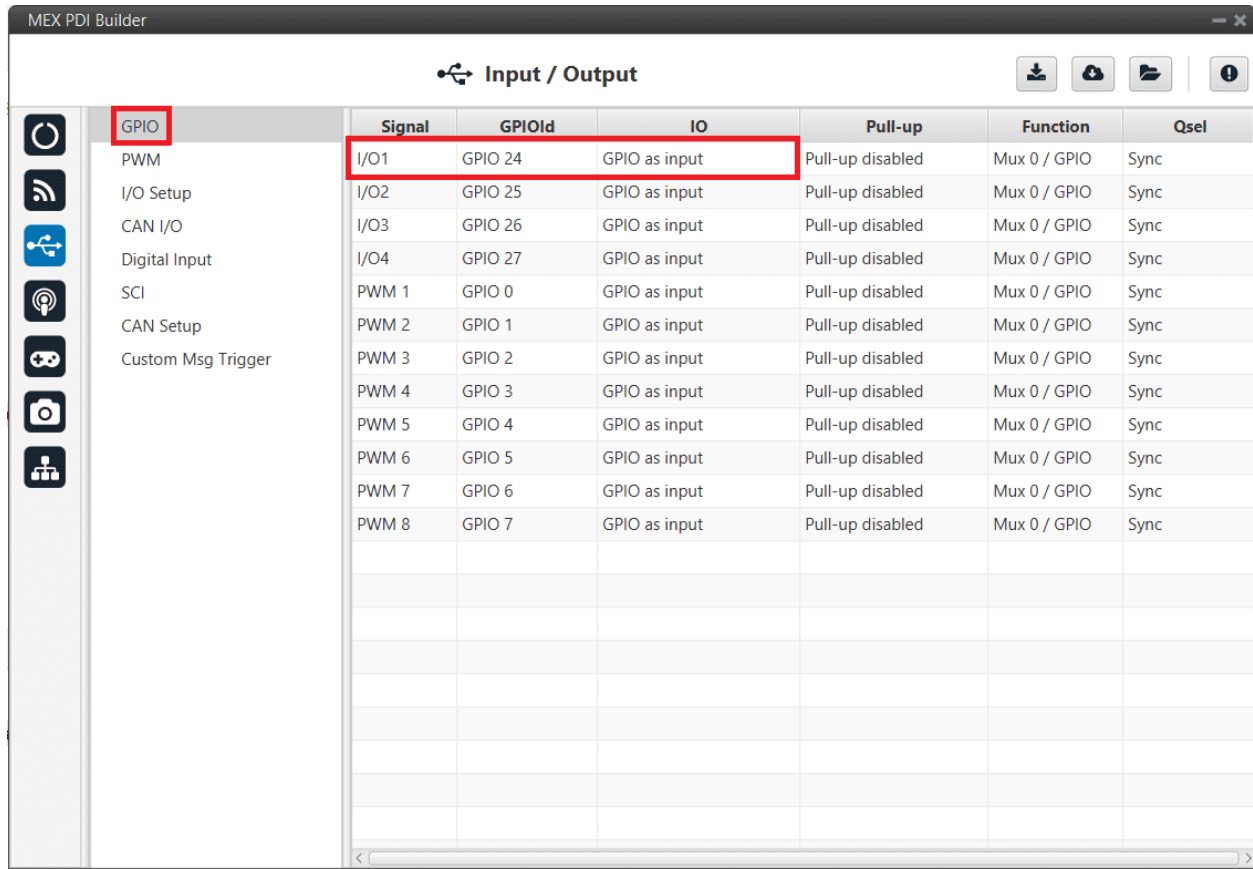 MEX PDI Builder
Input / Output
GPIO
PWM
I/O Setup
CAN I/O
Digital Input
SCI
CAN Setup
Custom Msg Trigger
Signal GPIOId IO Pull-up Function Qsel
I/O1 GPIO 24 GPIO as input Pull-up disabled Mux 0 / GPIO Sync
I/O2 GPIO 25 GPIO as input Pull-up disabled Mux 0 / GPIO Sync
I/O3 GPIO 26 GPIO as input Pull-up disabled Mux 0 / GPIO Sync
I/O4 GPIO 27 GPIO as input Pull-up disabled Mux 0 / GPIO Sync
PWM 1 GPIO 0 GPIO as input Pull-up disabled Mux 0 / GPIO Sync
PWM 2 GPIO 1 GPIO as input Pull-up disabled Mux 0 / GPIO Sync
PWM 3 GPIO 2 GPIO as input Pull-up disabled Mux 0 / GPIO Sync
PWM 4 GPIO 3 GPIO as input Pull-up disabled Mux 0 / GPIO Sync
PWM 5 GPIO 4 GPIO as input Pull-up disabled Mux 0 / GPIO Sync
PWM 6 GPIO 5 GPIO as input Pull-up disabled Mux 0 / GPIO Sync
PWM 7 GPIO 6 GPIO as input Pull-up disabled Mux 0 / GPIO Sync
PWM 8 GPIO 7 GPIO as input Pull-up disabled Mux 0 / GPIO Sync